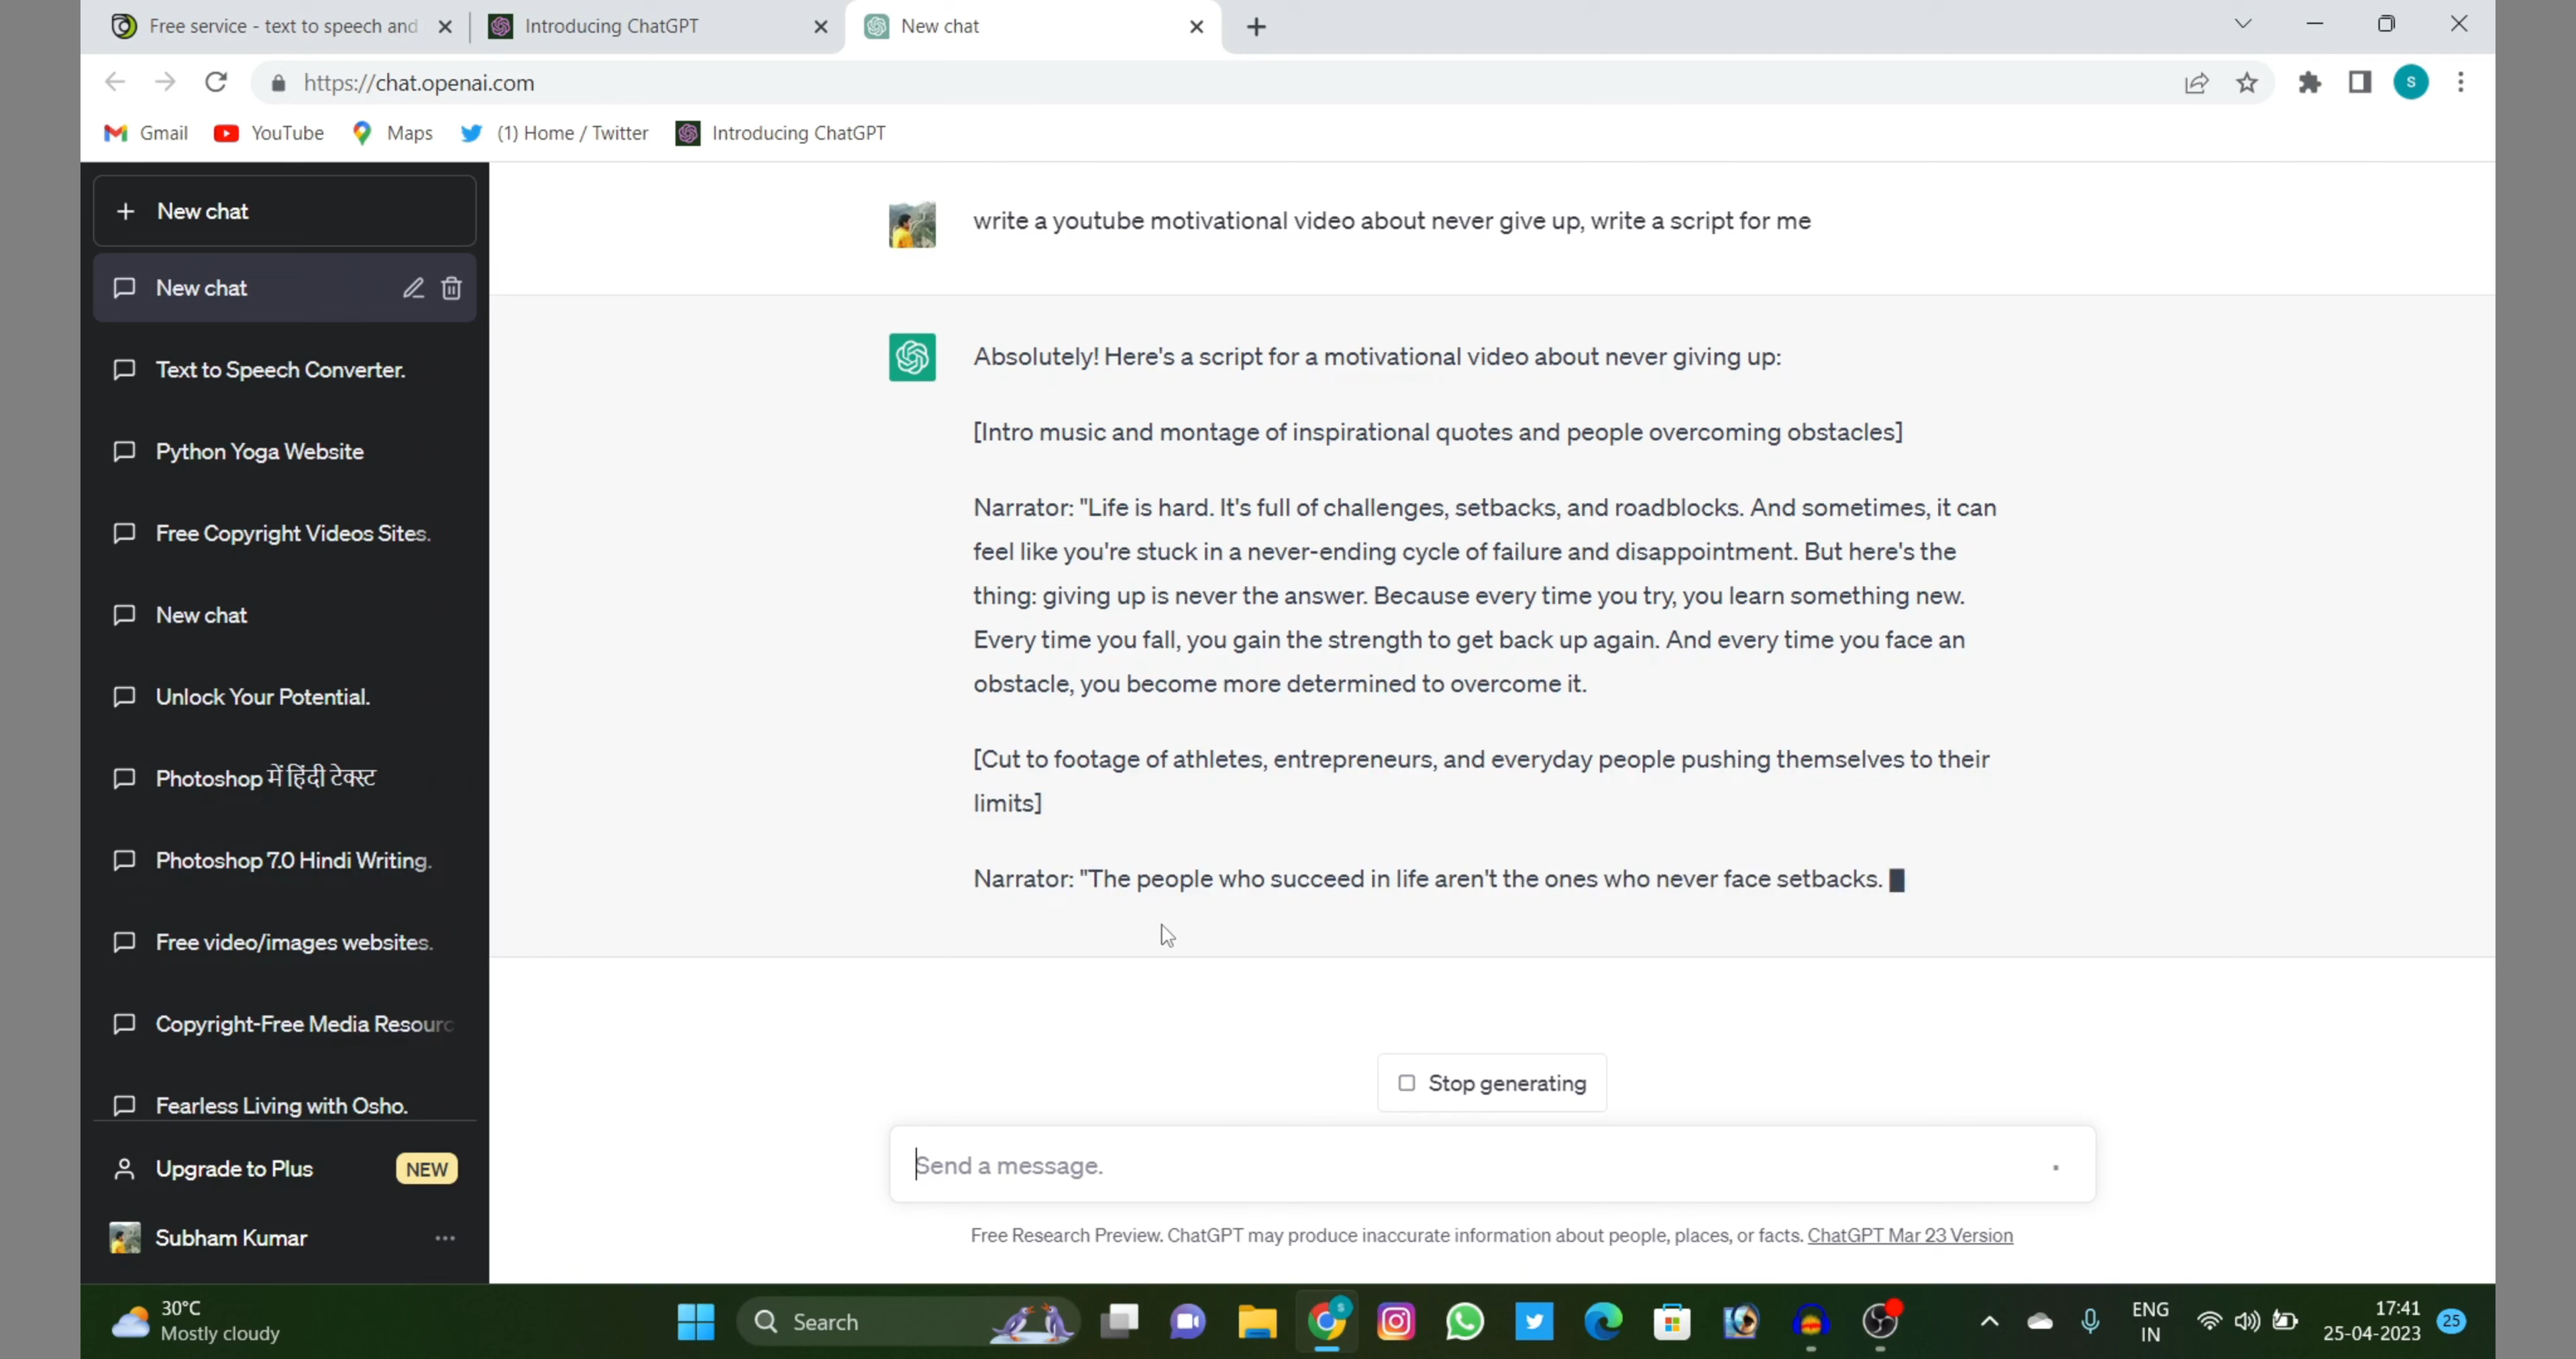 Free service - text to speech and
Introducing ChatGPT
New chat
https://chat.openai.com
S
Gmail
YouTube
Maps
(1) Home / Twitter
Introducing ChatGPT
New chat
New chat
Text to Speech Converter.
Python Yoga Website
Free Copyright Videos Sites.
New chat
Unlock Your Potential.
Photoshop में हिंदी टेक्स्ट
Photoshop 7.0 Hindi Writing.
Free video/images websites.
Copyright-Free Media Resourc
Fearless Living with Osho.
Upgrade to Plus
NEW
Subham Kumar
write a youtube motivational video about never give up, write a script for me
Absolutely! Here's a script for a motivational video about never giving up:
[Intro music and montage of inspirational quotes and people overcoming obstacles]
Narrator: "Life is hard. It's full of challenges, setbacks, and roadblocks. And sometimes, it can
feel like you're stuck in a never-ending cycle of failure and disappointment. But here's the
thing: giving up is never the answer. Because every time you try, you learn something new.
Every time you fall, you gain the strength to get back up again. And every time you face an
obstacle, you become more determined to overcome it.
[Cut to footage of athletes, entrepreneurs, and everyday people pushing themselves to their
limits]
Narrator: "The people who succeed in life aren't the ones who never face setbacks.
Stop generating
Send a message.
Free Research Preview. ChatGPT may produce inaccurate information about people, places, or facts. ChatGPT Mar 23 Version
30°C
Mostly cloudy
Search
S
ENG
IN
17:41
25-04-2023
25